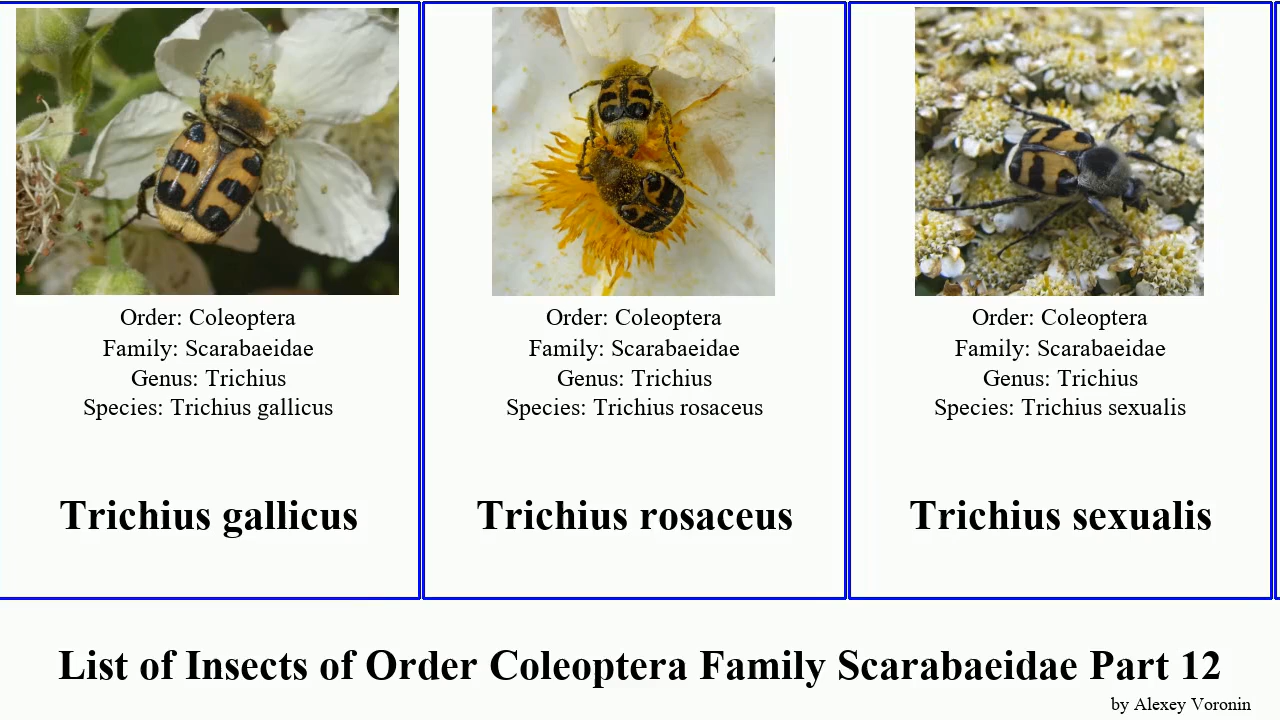 Order: Coleoptera
Family: Scarabaeidae
Genus: Trichius
Species: Trichius gallicus
Trichius gallicus
Order: Coleoptera
Family: Scarabaeidae
Genus: Trichius
Species: Trichius rosaceus
Trichius rosaceus
Order: Coleoptera
Family: Scarabaeidae
Genus: Trichius
Species: Trichius sexualis
Trichius sexualis
List of Insects of Order Coleoptera Family Scarabaeidae Part 12
by Alexey Voronin